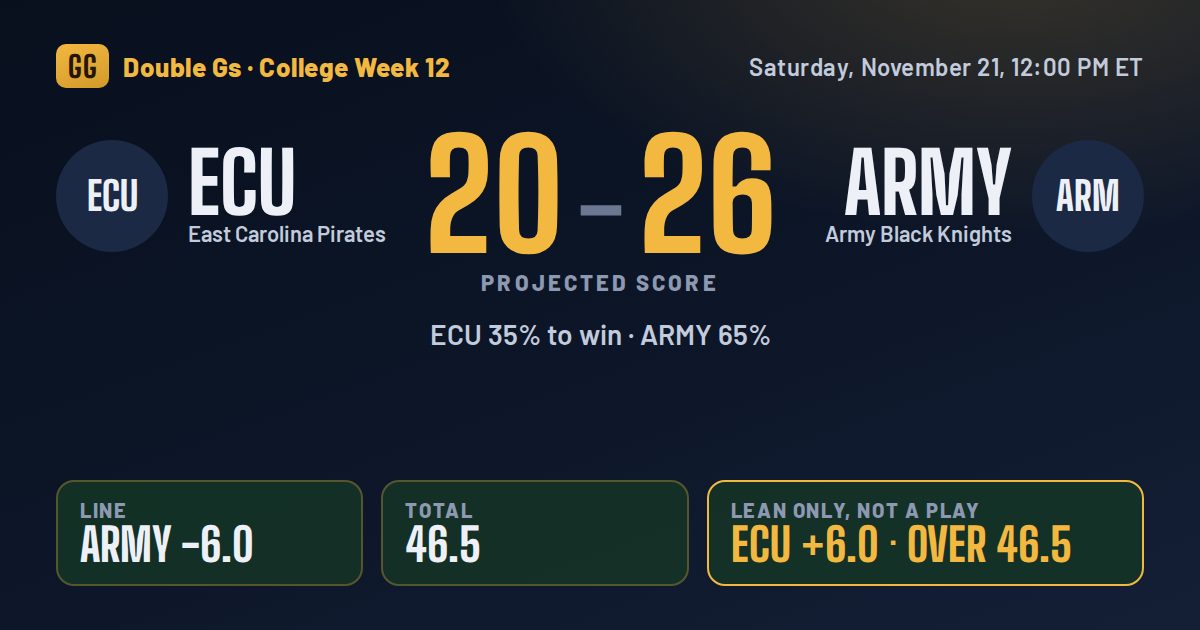 GG Double Gs · College Week 12
Saturday, November 21, 12:00 PM ET
ECU
ECU
East Carolina Pirates
20 – 26
PROJECTED SCORE
ECU 35% to win · ARMY 65%
ARMY
Army Black Knights
ARM
LINE
ARMY −6.0
TOTAL
46.5
LEAN ONLY, NOT A PLAY
ECU +6.0 · OVER 46.5